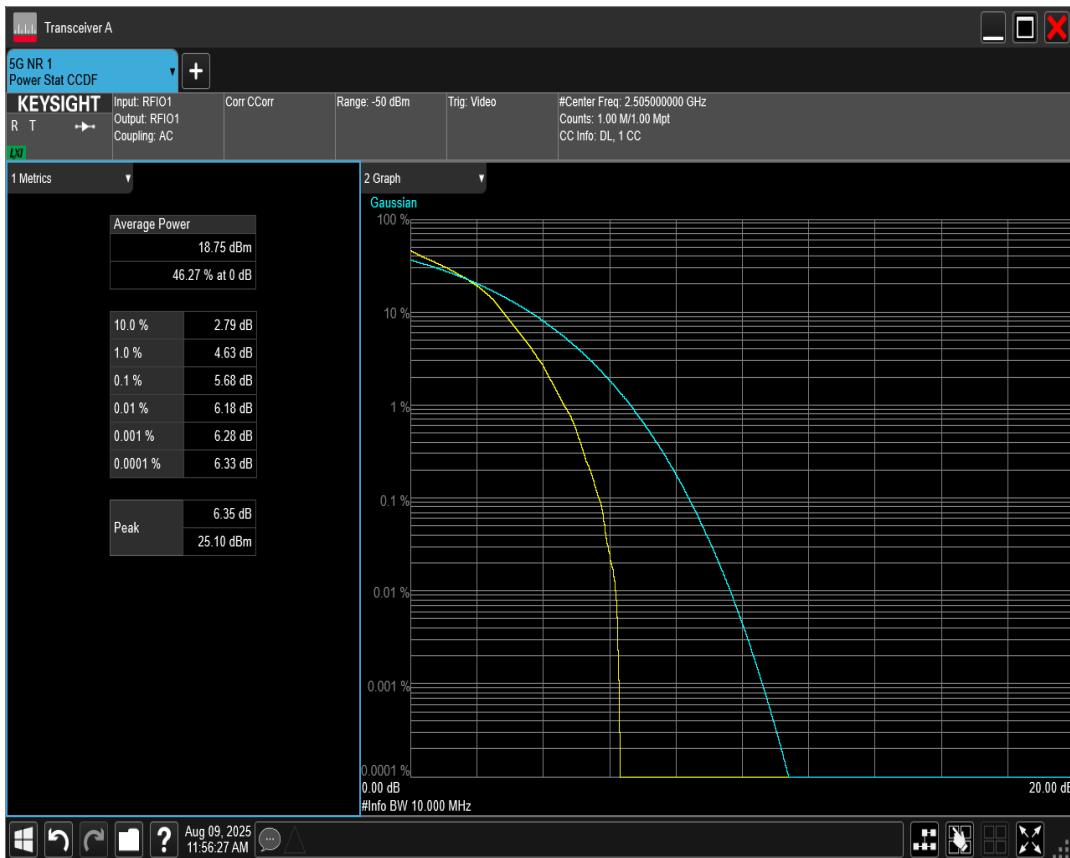 Transceiver A
5G NR 1
Power Stat CCDF
+
KEYSIGHT
R T
LXI
Input: RFIO1
Output: RFIO1
Coupling: AC
Corr CCorr
Range: -50 dBm
Trig: Video
#Center Freq: 2.505000000 GHz
Counts: 1.00 M/1.00 Mpt
CC Info: DL, 1 CC
1 Metrics
Average Power
18.75 dBm
46.27 % at 0 dB
10.0 % 2.79 dB
1.0 % 4.63 dB
0.1 % 5.68 dB
0.01 % 6.18 dB
0.001 % 6.28 dB
0.0001 % 6.33 dB
Peak
6.35 dB
25.10 dBm
2 Graph
Gaussian
100 %
10 %
1 %
0.1 %
0.01 %
0.001 %
0.0001 %
0.00 dB 20.00 dB
#Info BW 10.000 MHz
?
Aug 09, 2025
11:56:27 AM